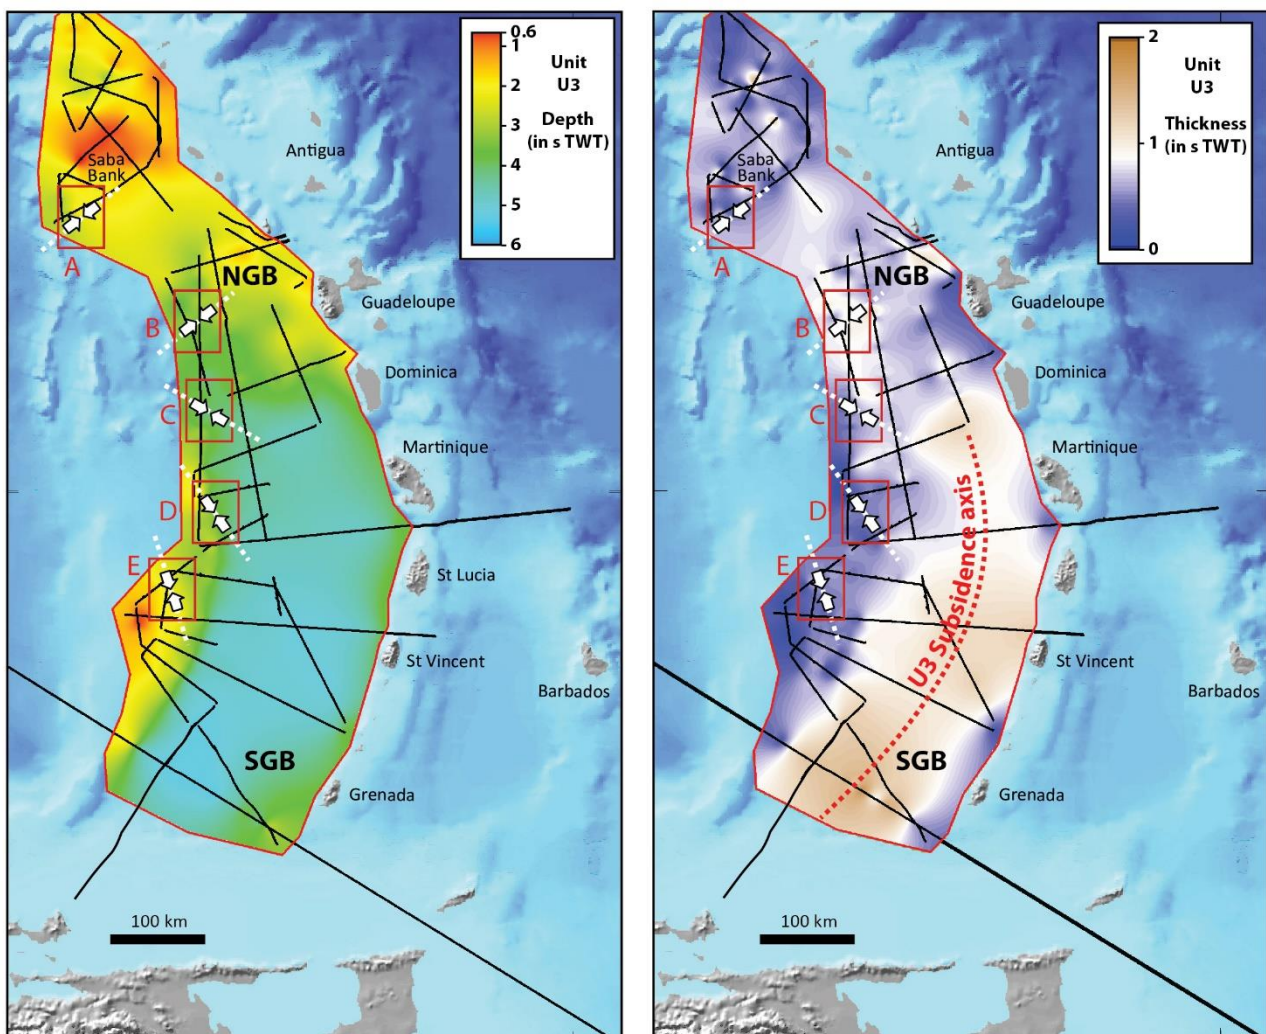 0.6
1
2
3
4
5
6
Unit
U3
Depth
(in s TWT)
Antigua
Saba
Bank
A
NGB
Guadeloupe
B
Dominica
C
Martinique
D
E
St Lucia
St Vincent
Barbados
SGB
Grenada
100 km
2
1
0
Unit
U3
Thickness
(in s TWT)
Antigua
Saba
Bank
A
NGB
Guadeloupe
B
Dominica
C
Martinique
U3 Subsidence axis
D
E
St Lucia
St Vincent
Barbados
SGB
Grenada
100 km